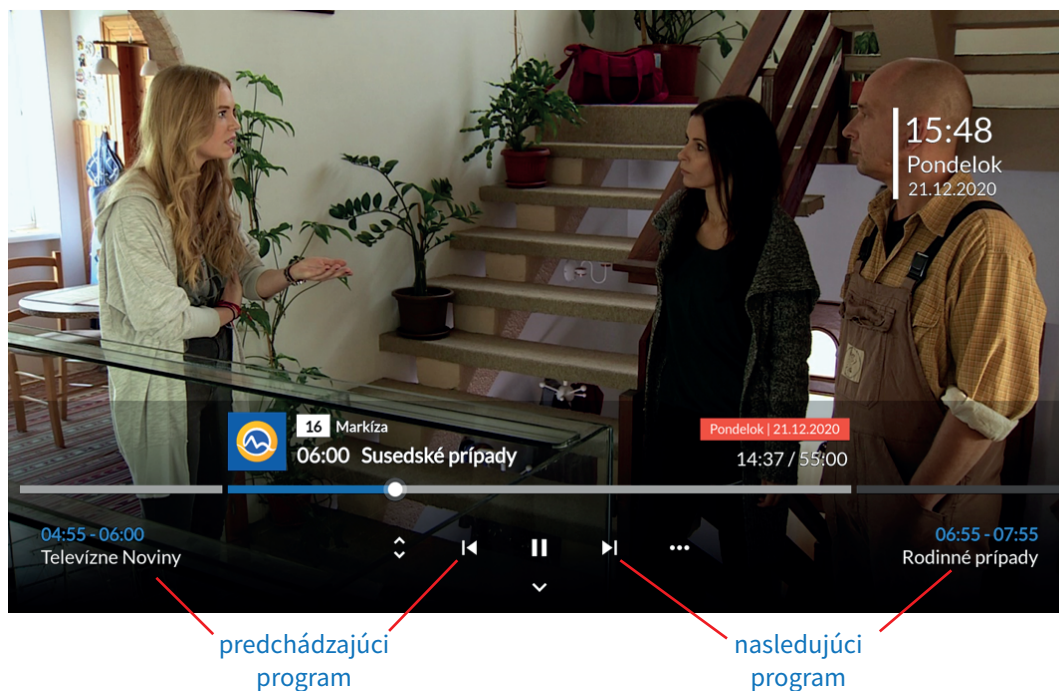 15:48
Pondelok
21.12.2020
16 Markíza
Pondelok | 21.12.2020
06:00 Susedské prípady
14:37 / 55:00
04:55 - 06:00
06:55 - 07:55
Televízne Noviny
Rodinné prípady
predchádzajúci
program
nasledujúci
program